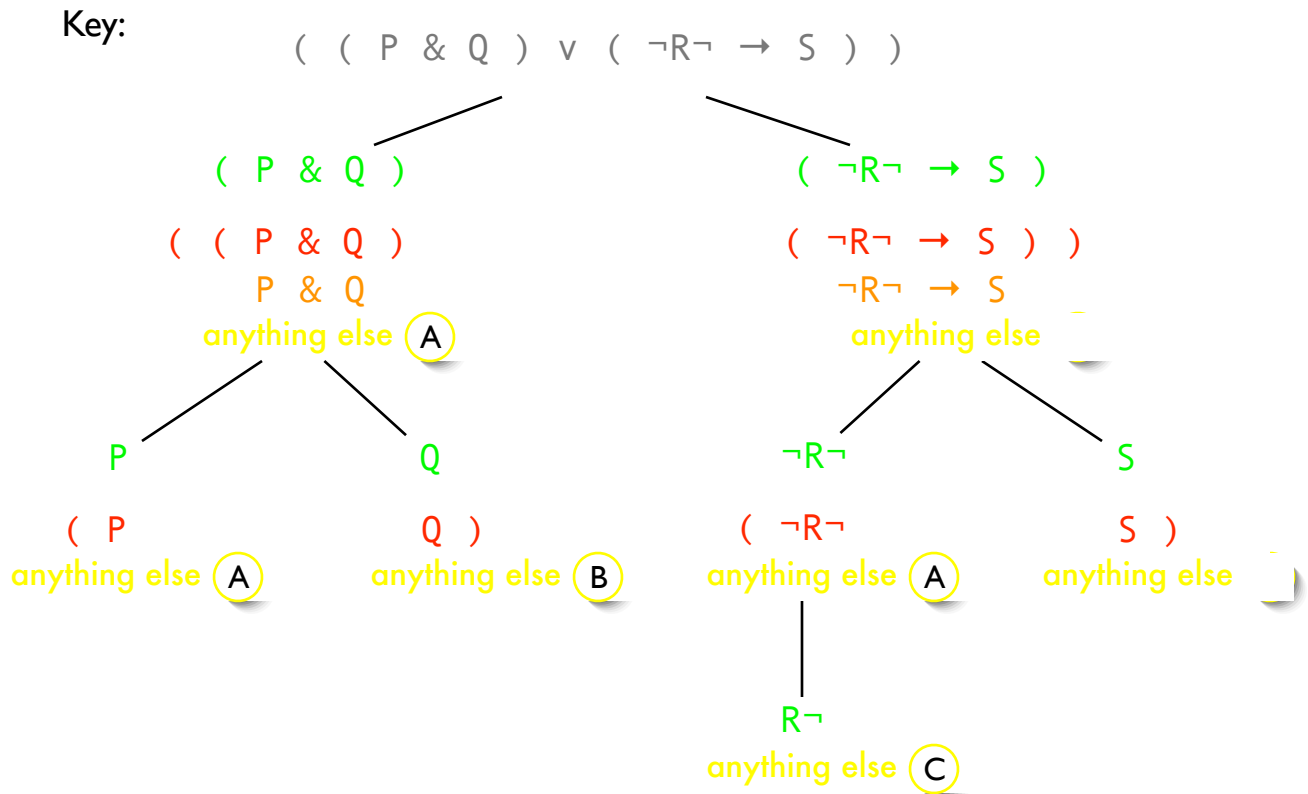 Key:
( ( P & Q ) v ( ¬R¬ → S ) )
( P & Q )
( ¬R¬ → S )
( ( P & Q )
( ¬R¬ → S ) )
P & Q
¬R¬ → S
anything else A
anything else
P
Q
¬R¬
S
( P
Q )
( ¬R¬
S )
anything else A
anything else B
anything else A
anything else
R¬
anything else C